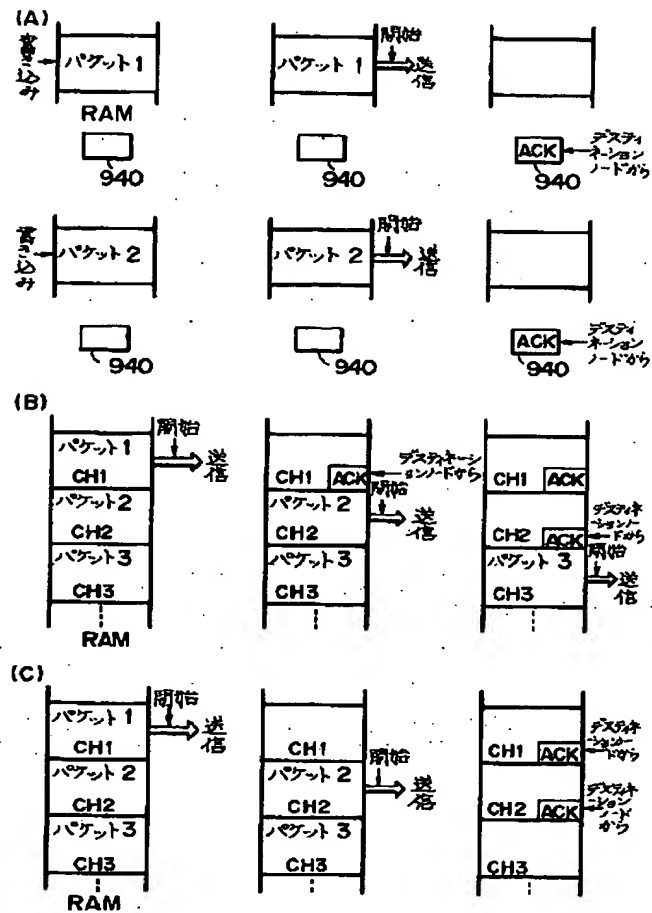 (A)
書き込み
パケット 1
RAM
940
パケット 1
開始
送信
940
ACK
940
デスティ
ネーション
ノードから
書き込み
パケット 2
940
パケット 2
開始
送信
940
ACK
940
デスティ
ネーション
ノードから
(B)
パケット 1
CH1
パケット 2
CH2
パケット 3
CH3
RAM
開始
送信
CH1
ACK
デスティネーシ
ョンノードから
パケット 2
CH2
開始
送信
パケット 3
CH3
CH1
ACK
CH2
ACK
デスティネ
ーションノー
ドから
パケット 3
CH3
開始
送信
(C)
パケット 1
CH1
パケット 2
CH2
パケット 3
CH3
RAM
開始
送信
CH1
パケット 2
CH2
開始
送信
パケット 3
CH3
CH1
ACK
デスティネ
ーションノー
ドから
CH2
ACK
デスティネ
ーション
ノード
から
CH3